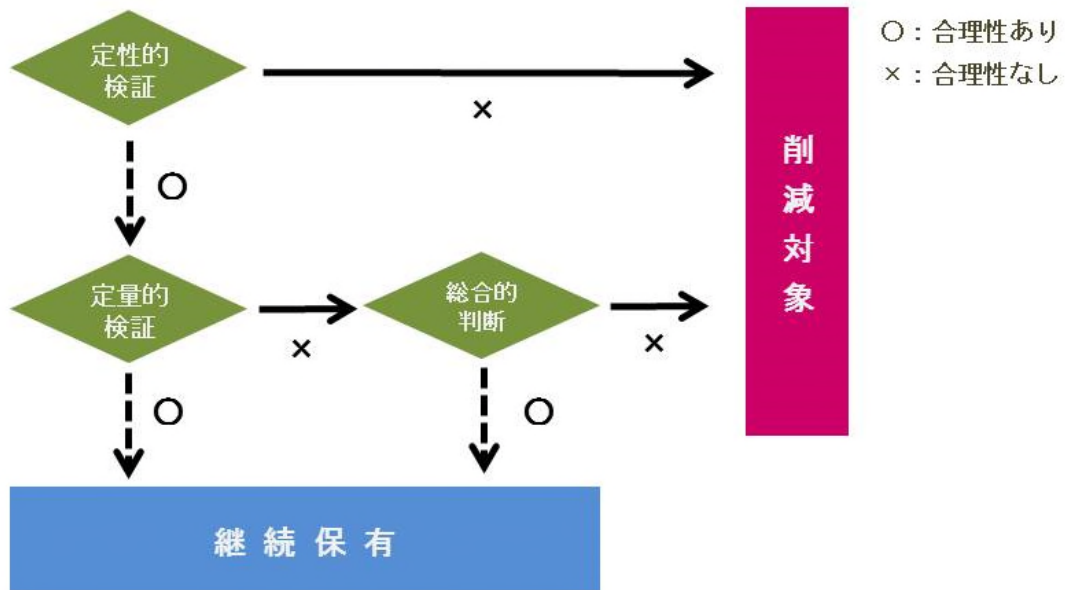 定性的
検証
×
○：合理性あり
×：合理性なし
○
削減対象
定量的
検証
×
総合的
判断
×
○
○
継続保有